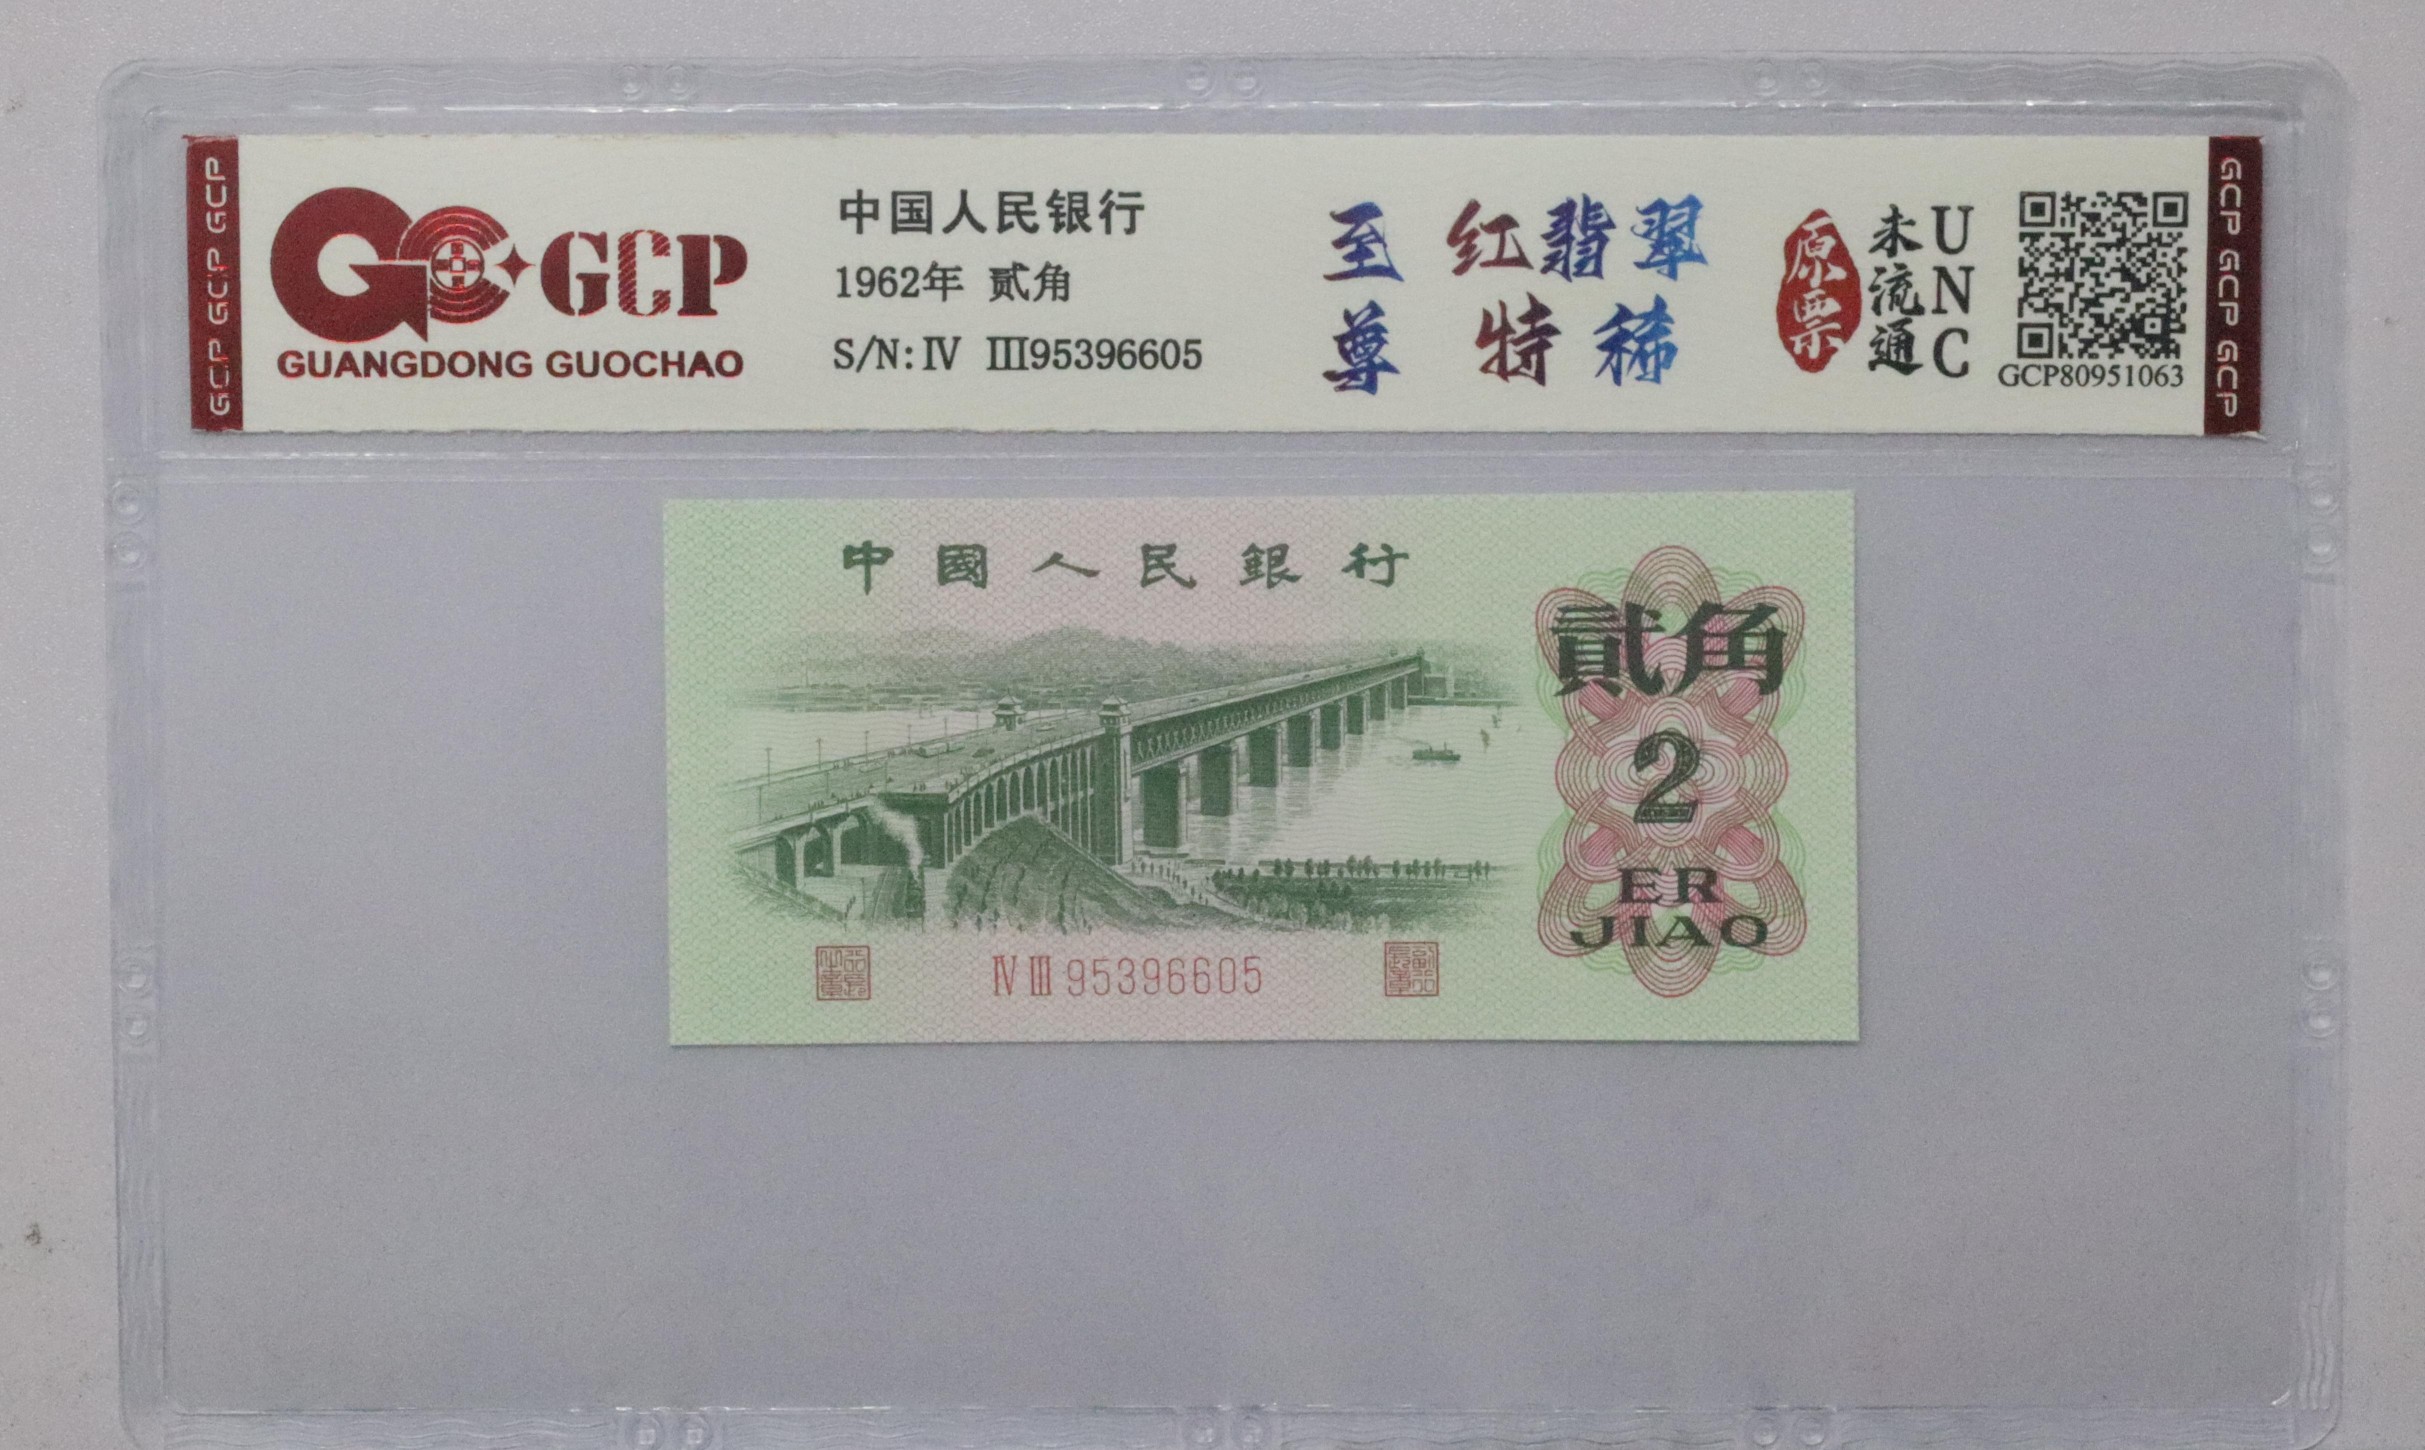 GCP GCP GCP
GCP
GUANGDONG GUOCHAO
中国人民银行
1962年 贰角
S/N:Ⅳ Ⅲ95396605
至尊
红翡翠
特稀
原票
未流通
UNC
GCP80951063
GCP GCP GCP
中國人民銀行
貳角
2
ER
JIAO
Ⅳ Ⅲ 95396605